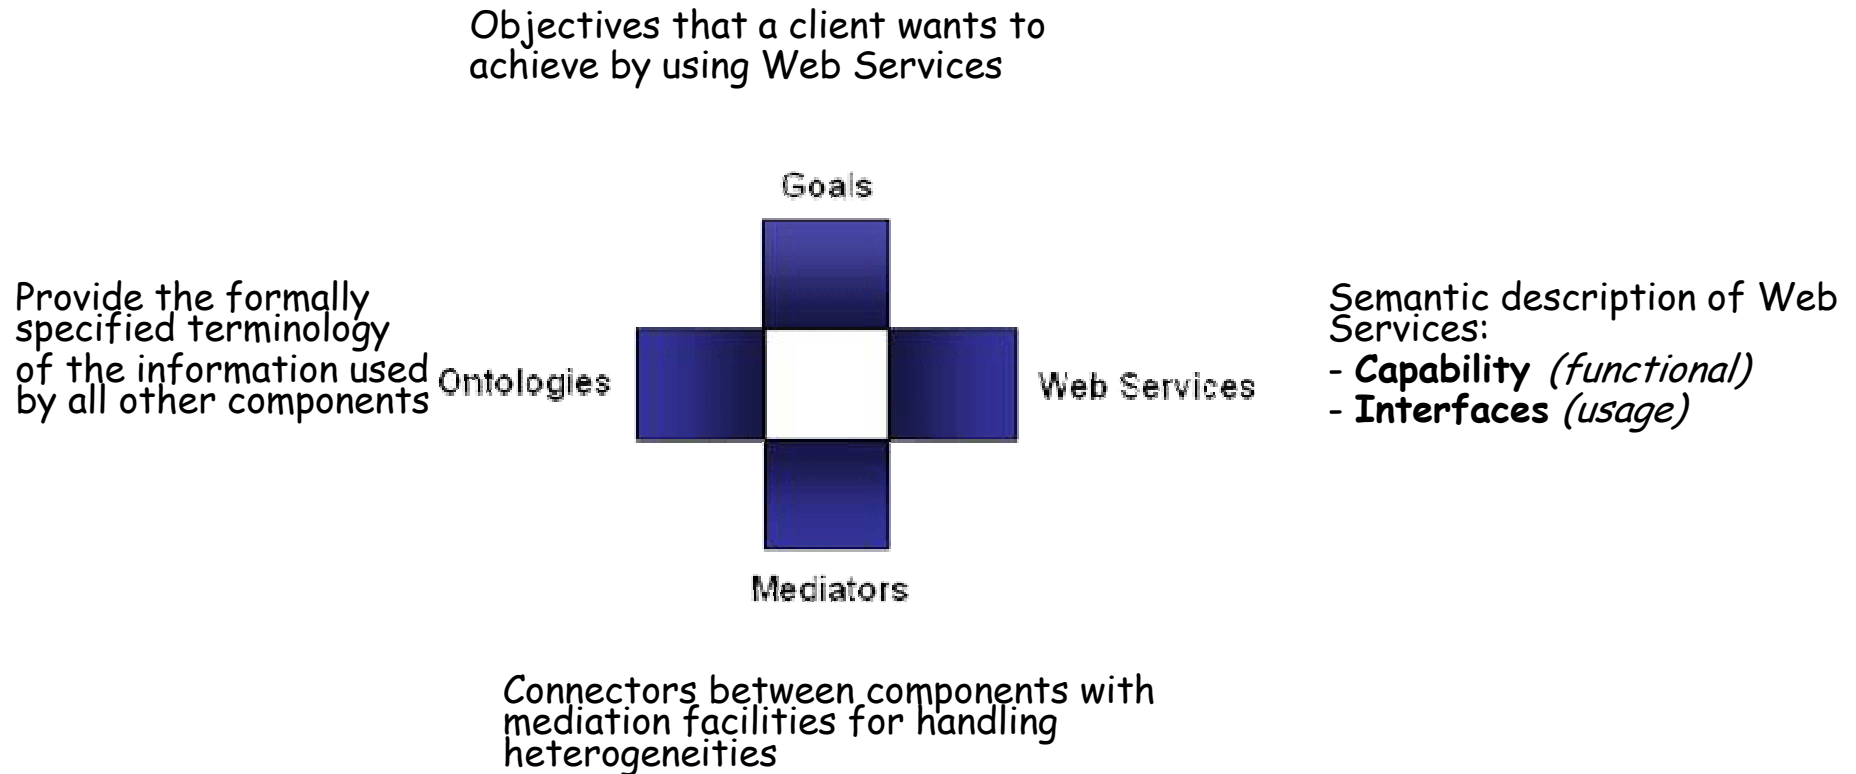 Objectives that a client wants to
achieve by using Web Services
Goals
Provide the formally
specified terminology
of the information used
by all other components
Ontologies
Web Services
Semantic description of Web
Services:
- Capability (functional)
- Interfaces (usage)
Mediators
Connectors between components with
mediation facilities for handling
heterogeneities